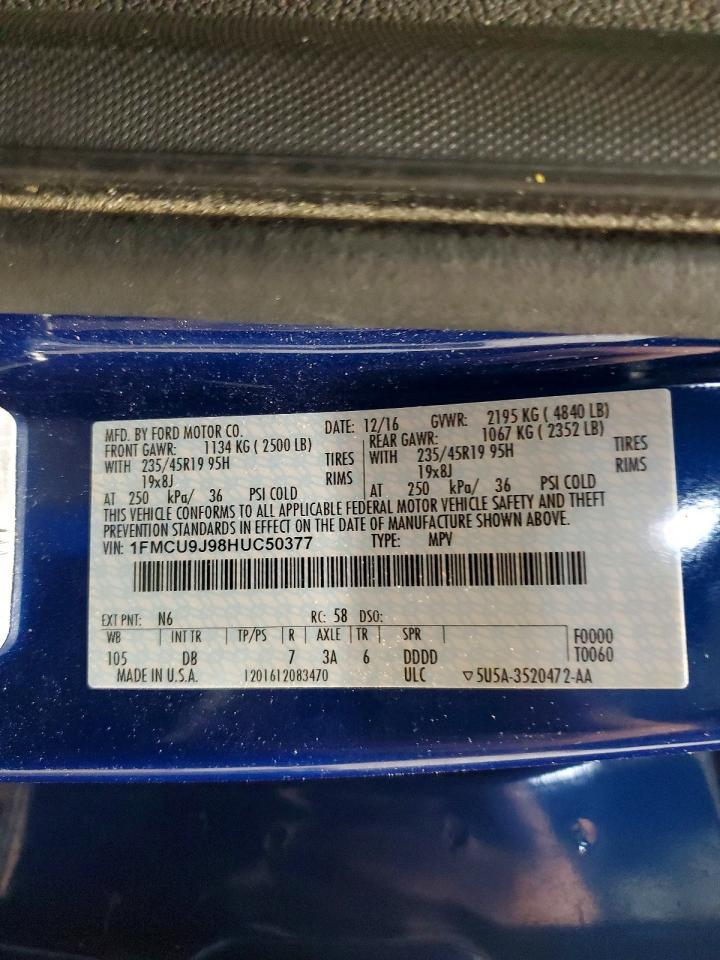 MFD. BY FORD MOTOR CO. DATE: 12/16 GVWR: 2195 KG ( 4840 LB)
FRONT GAWR: 1134 KG ( 2500 LB) REAR GAWR: 1067 KG ( 2352 LB)
WITH 235/45R19 95H TIRES WITH 235/45R19 95H TIRES
19x8J RIMS 19x8J RIMS
AT 250 kPa/ 36 PSI COLD AT 250 kPa/ 36 PSI COLD
THIS VEHICLE CONFORMS TO ALL APPLICABLE FEDERAL MOTOR VEHICLE SAFETY AND THEFT
PREVENTION STANDARDS IN EFFECT ON THE DATE OF MANUFACTURE SHOWN ABOVE.
VIN: 1FMCU9J98HUC50377 TYPE: MPV
EXT PNT: N6 RC: 58 DSO:
WB INT TR TP/PS R AXLE TR SPR F0000
105 DB 7 3A 6 DDDD T0060
MADE IN U.S.A. 1201612083470 ULC ▽5U5A-3520472-AA